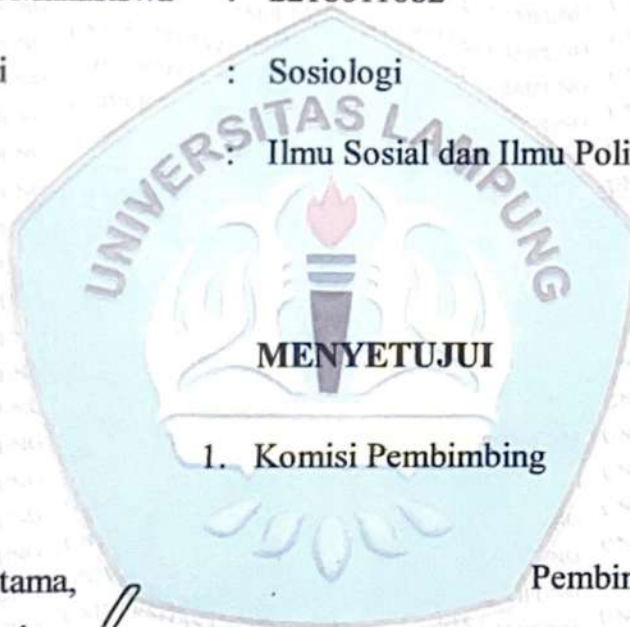 : Sosiologi
: Ilmu Sosial dan Ilmu Poli
UNIVERSITAS LAMPUNG
MENYETUJUI
1. Komisi Pembimbing
tama,
Pembir